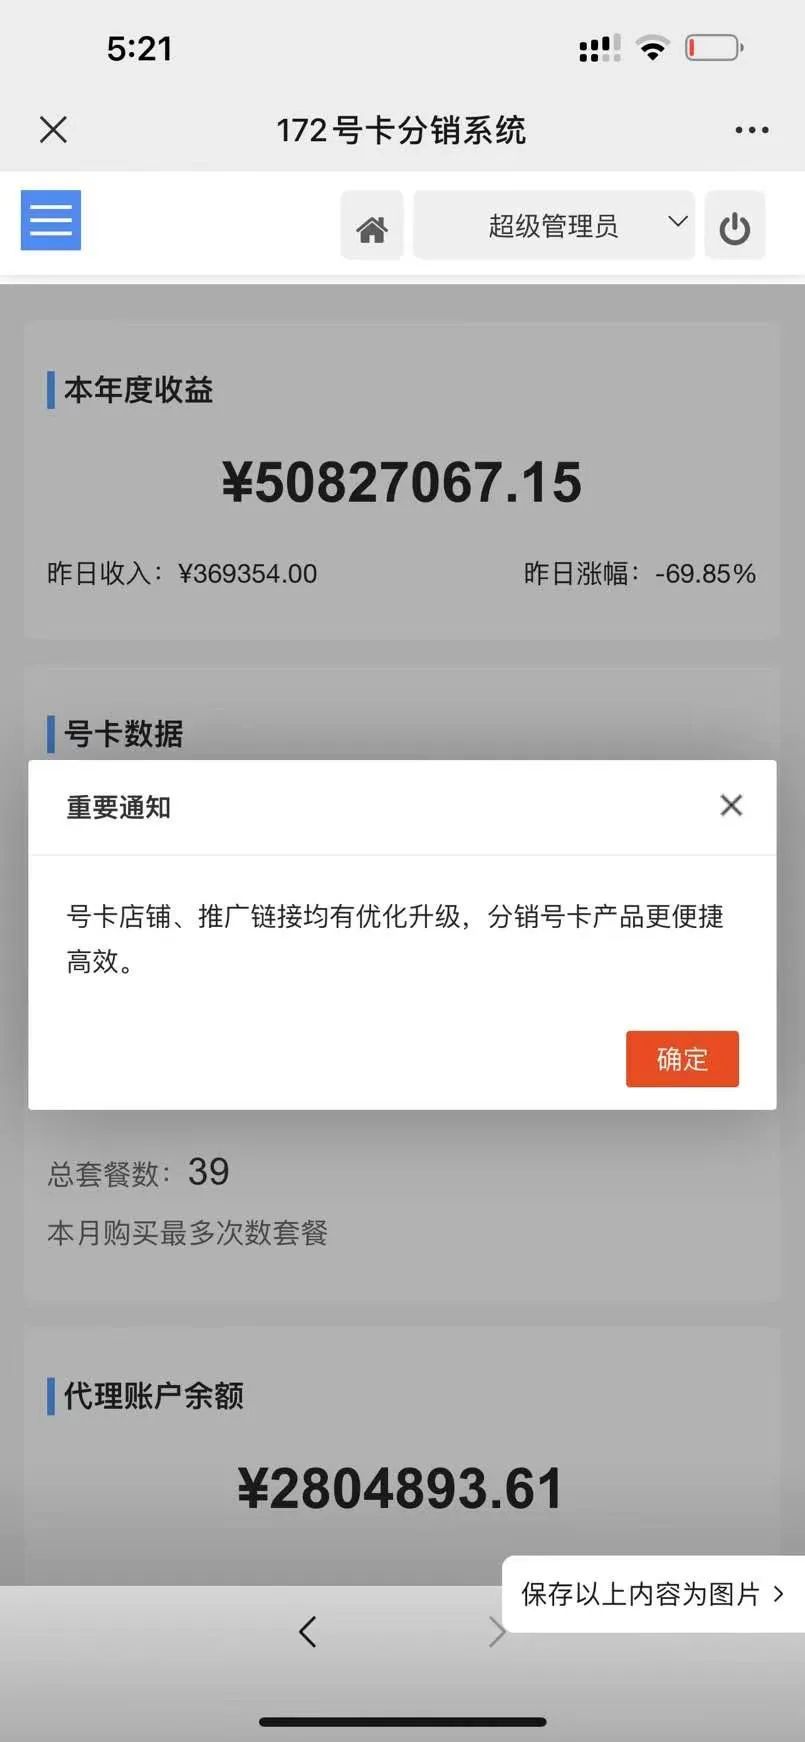 5:21
172号卡分销系统
超级管理员
本年度收益
¥50827067.15
昨日收入：¥369354.00
昨日涨幅：-69.85%
号卡数据
重要通知
号卡店铺、推广链接均有优化升级，分销号卡产品更便捷
高效。
确定
总套餐数：39
本月购买最多次数套餐
代理账户余额
¥2804893.61
保存以上内容为图片